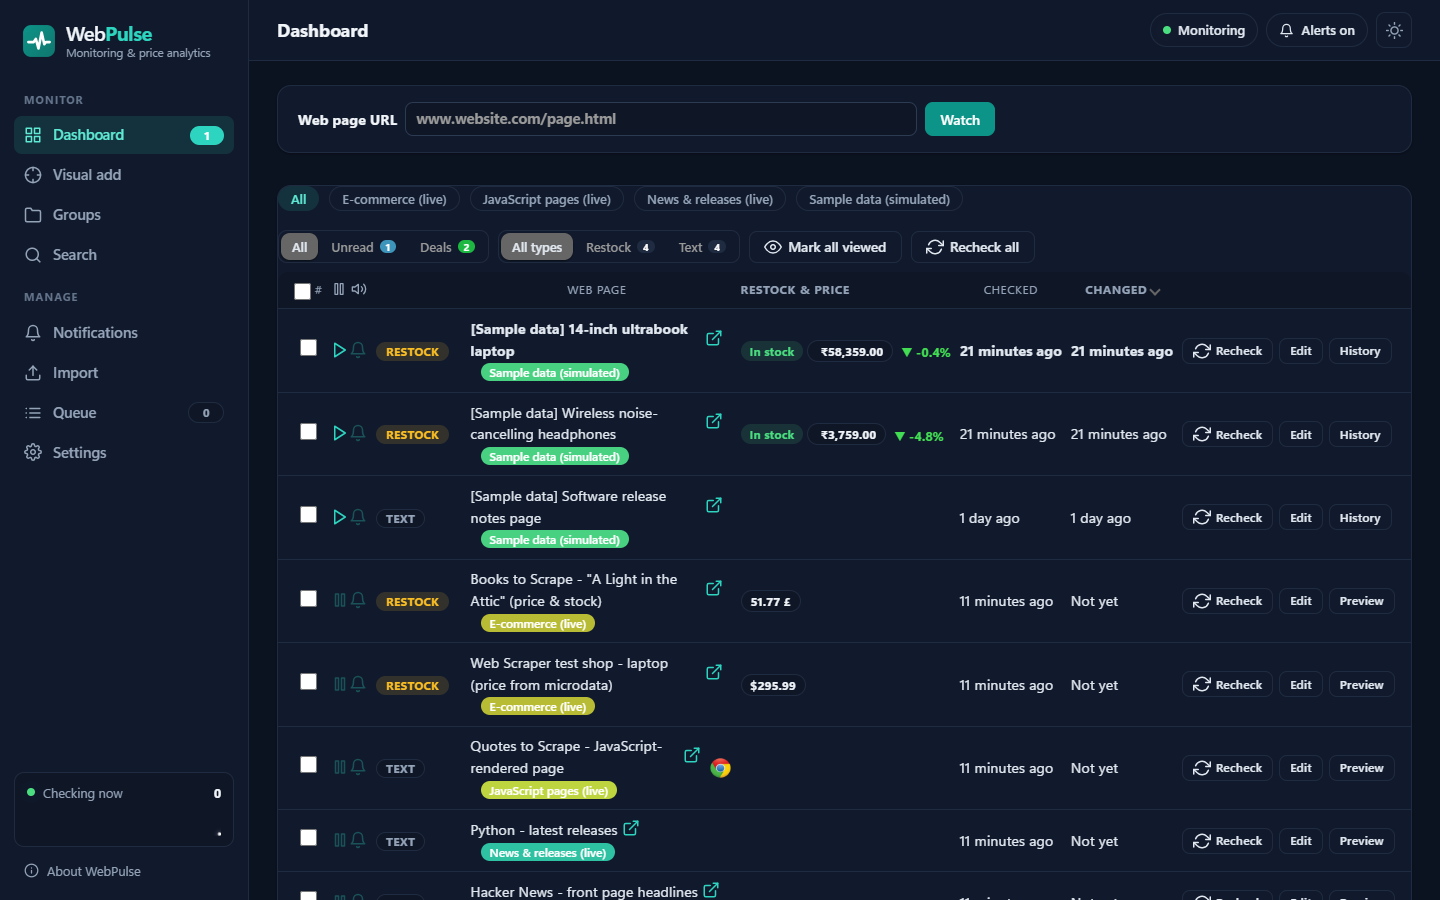 WebPulse
Monitoring & price analytics
MONITOR
Dashboard 1
Visual add
Groups
Search
MANAGE
Notifications
Import
Queue 0
Settings
Checking now 0
About WebPulse
Dashboard
Monitoring
Alerts on
Web page URL www.website.com/page.html Watch
All E-commerce (live) JavaScript pages (live) News & releases (live) Sample data (simulated)
All Unread 1 Deals 2 All types Restock 4 Text 4 Mark all viewed Recheck all
# WEB PAGE RESTOCK & PRICE CHECKED CHANGED
RESTOCK [Sample data] 14-inch ultrabook
laptop
Sample data (simulated)
In stock ₹58,359.00 ▼ -0.4% 21 minutes ago 21 minutes ago Recheck Edit History
RESTOCK [Sample data] Wireless noise-
cancelling headphones
Sample data (simulated)
In stock ₹3,759.00 ▼ -4.8% 21 minutes ago 21 minutes ago Recheck Edit History
TEXT [Sample data] Software release
notes page
Sample data (simulated)
1 day ago 1 day ago Recheck Edit History
RESTOCK Books to Scrape - "A Light in the
Attic" (price & stock)
E-commerce (live)
51.77 £ 11 minutes ago Not yet Recheck Edit Preview
RESTOCK Web Scraper test shop - laptop
(price from microdata)
E-commerce (live)
$295.99 11 minutes ago Not yet Recheck Edit Preview
TEXT Quotes to Scrape - JavaScript-
rendered page
JavaScript pages (live)
11 minutes ago Not yet Recheck Edit Preview
TEXT Python - latest releases
News & releases (live)
11 minutes ago Not yet Recheck Edit Preview
Hacker News - front page headlines